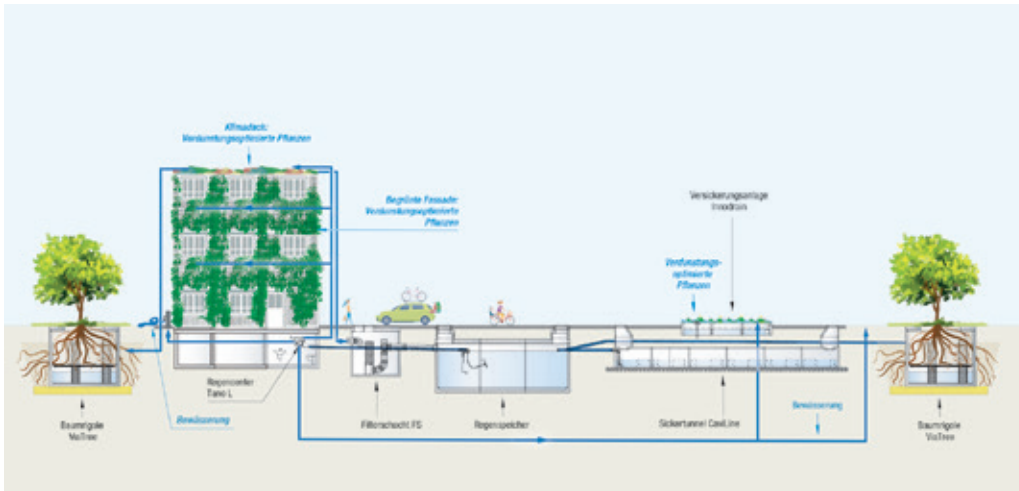 Klimadach:
Verdunstungsoptimierte Pflanzen
Begrünte Fassade:
Verdunstungsoptimierte
Pflanzen
Versickerungsanlage
Innodrain
Verdunstungs-
optimierte
Pflanzen
Regencenter
Tano L
Baumrigole
ViaTree
Bewässerung
Filterschacht FS
Regenspeicher
Sickertunnel CaviLine
Bewässerung
Baumrigole
ViaTree